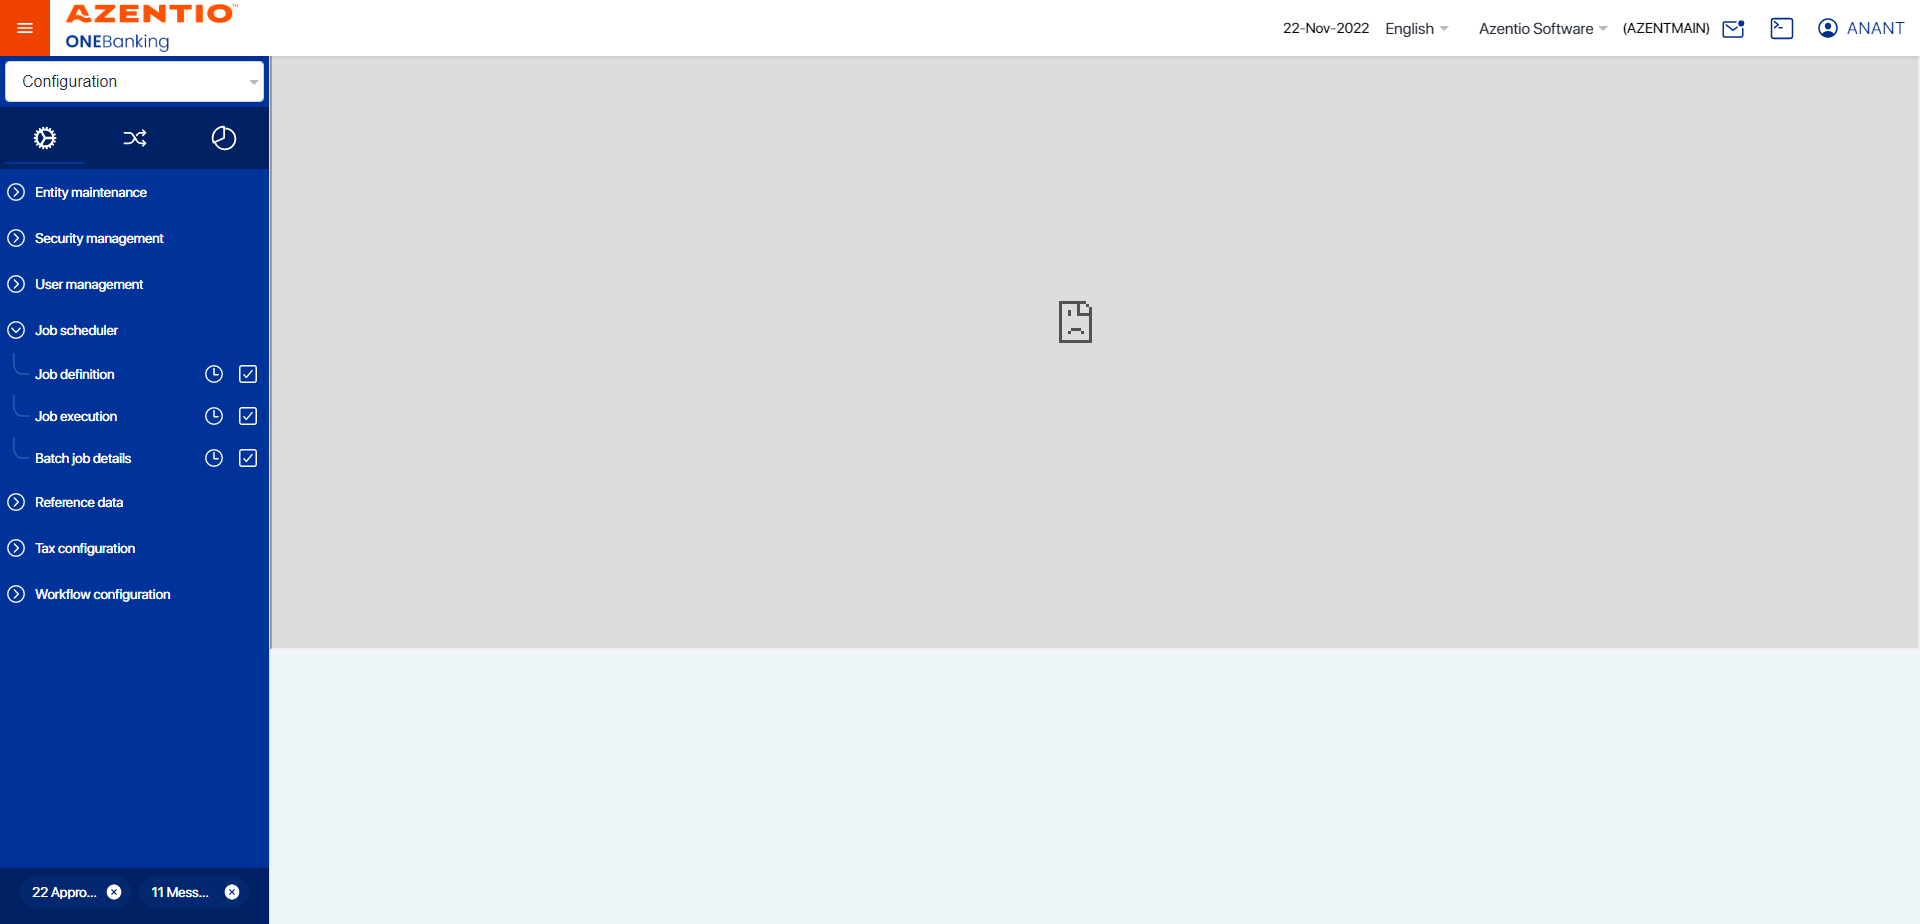 AZENTIO™
ONEBanking
22-Nov-2022 English Azentio Software (AZENTMAIN) ANANT
Configuration
Entity maintenance
Security management
User management
Job scheduler
Job definition
Job execution
Batch job details
Reference data
Tax configuration
Workflow configuration
22 Appro... 11 Mess...